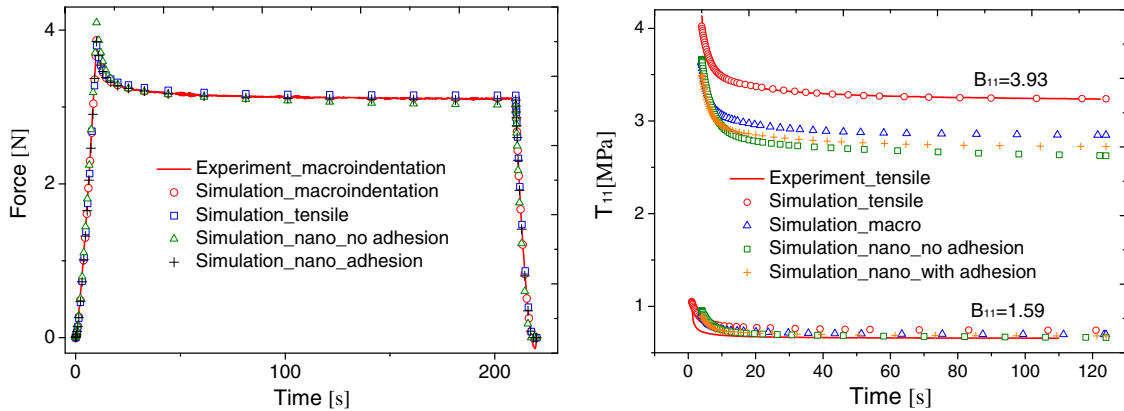 4
2
0
Force [N]
0
100
200
Time [s]
Experiment_macroindentation
Simulation_macroindentation
Simulation_tensile
Simulation_nano_no adhesion
Simulation_nano_adhesion
4
3
2
1
T11[MPa]
0
20
40
60
80
100
120
Time [s]
B11=3.93
Experiment_tensile
Simulation_tensile
Simulation_macro
Simulation_nano_no adhesion
Simulation_nano_with adhesion
B11=1.59